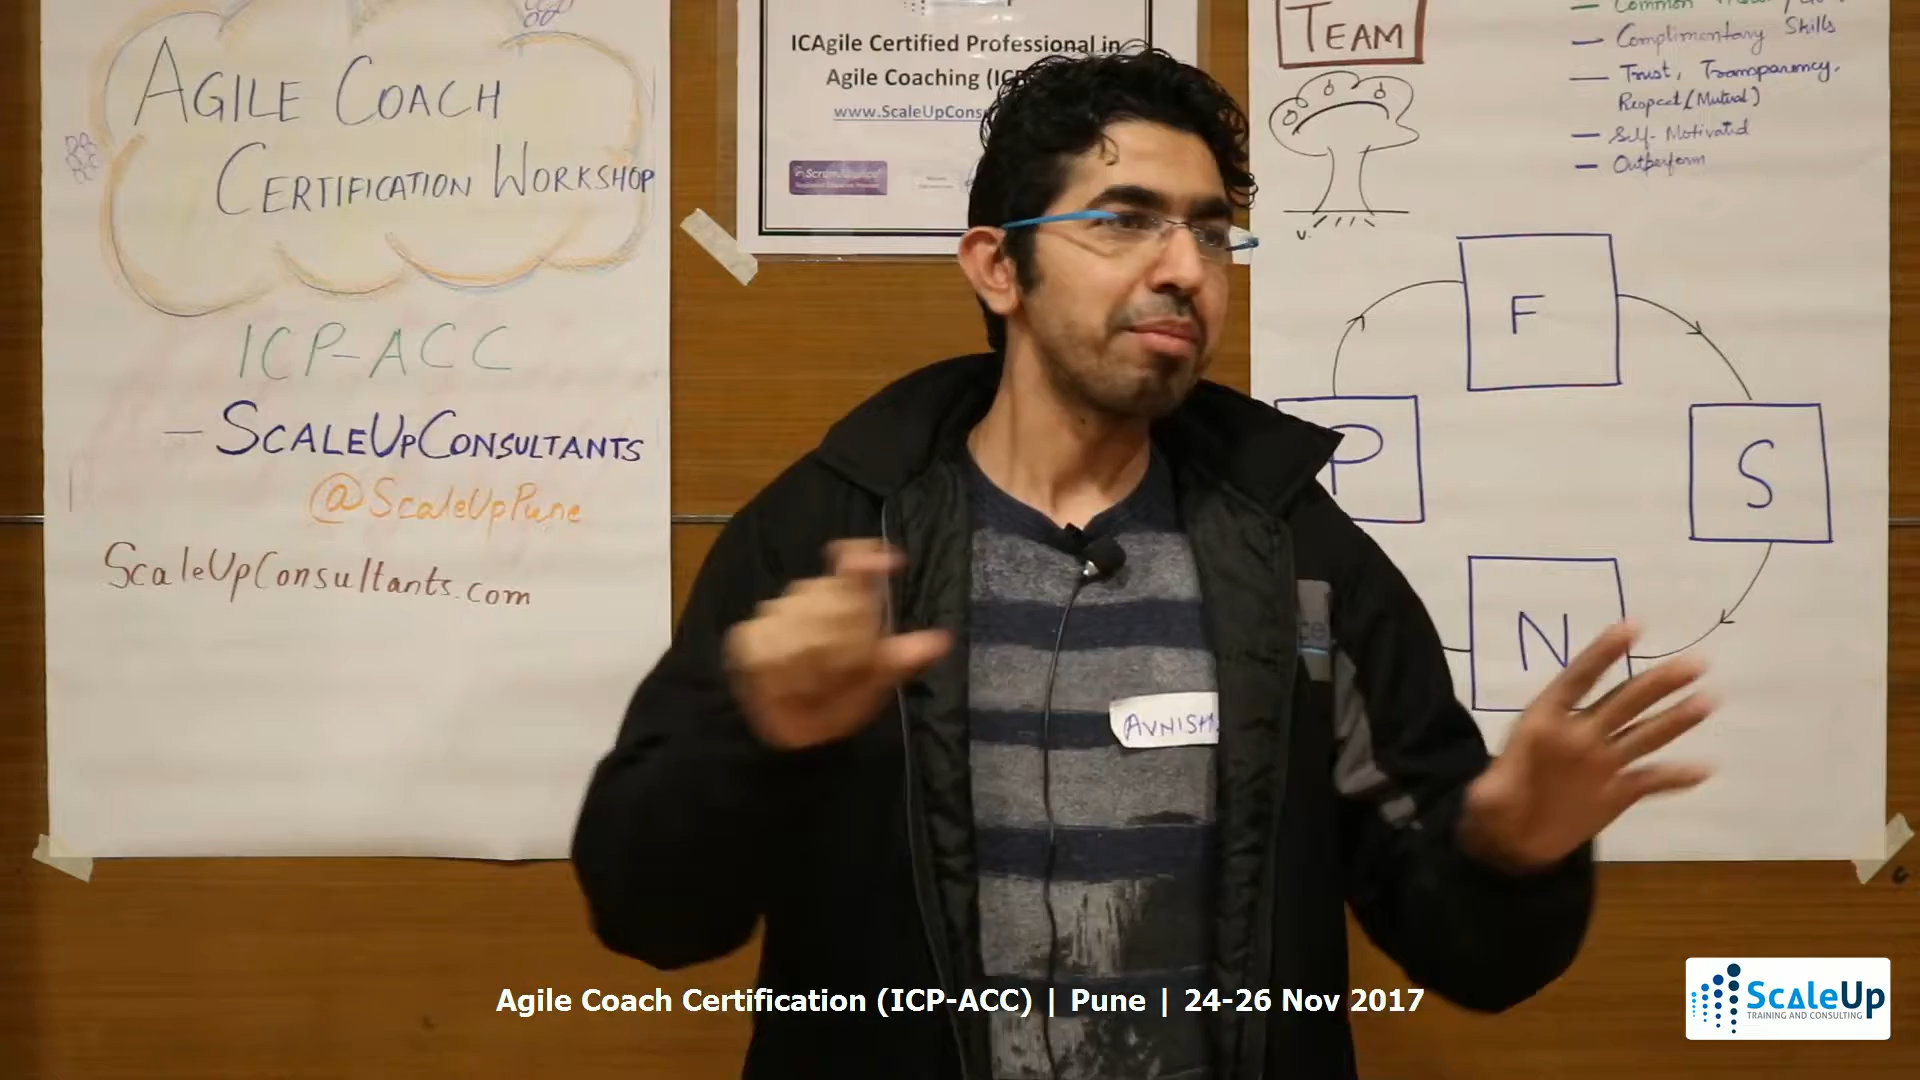 AGILE COACH
CERTIFICATION WORKSHOP
ICP-ACC
- SCALEUPCONSULTANTS
@ScaleUpPune
ScaleUpConsultants.com
ICAgile Certified Professional in
Agile Coaching
www.ScaleUpCons
ScrumAlliance
TEAM
Common
Complimentary Skills
Trust, Transparency,
Respect (Mutual)
Self-Motivated
Outperform
F
P
S
N
AVNISH
Agile Coach Certification (ICP-ACC) | Pune | 24-26 Nov 2017
ScaleUp
TRAINING AND CONSULTING